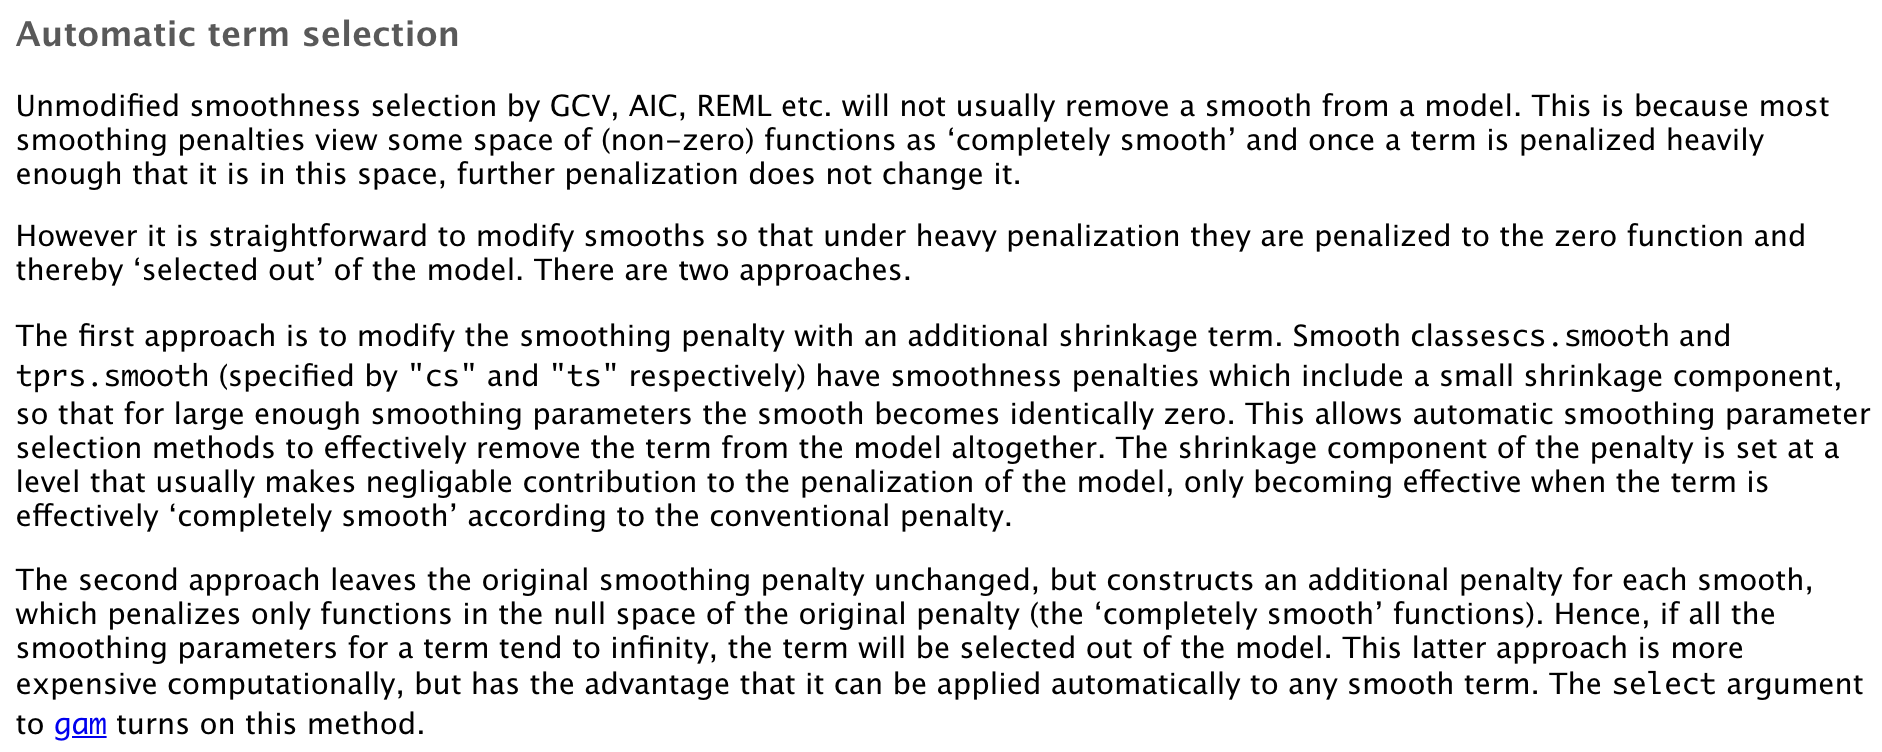 Automatic term selection
Unmodified smoothness selection by GCV, AIC, REML etc. will not usually remove a smooth from a model. This is because most
smoothing penalties view some space of (non-zero) functions as ‘completely smooth’ and once a term is penalized heavily
enough that it is in this space, further penalization does not change it.
However it is straightforward to modify smooths so that under heavy penalization they are penalized to the zero function and
thereby ‘selected out’ of the model. There are two approaches.
The first approach is to modify the smoothing penalty with an additional shrinkage term. Smooth classescs.smooth and
tprs.smooth (specified by "cs" and "ts" respectively) have smoothness penalties which include a small shrinkage component,
so that for large enough smoothing parameters the smooth becomes identically zero. This allows automatic smoothing parameter
selection methods to effectively remove the term from the model altogether. The shrinkage component of the penalty is set at a
level that usually makes negligable contribution to the penalization of the model, only becoming effective when the term is
effectively ‘completely smooth’ according to the conventional penalty.
The second approach leaves the original smoothing penalty unchanged, but constructs an additional penalty for each smooth,
which penalizes only functions in the null space of the original penalty (the ‘completely smooth’ functions). Hence, if all the
smoothing parameters for a term tend to infinity, the term will be selected out of the model. This latter approach is more
expensive computationally, but has the advantage that it can be applied automatically to any smooth term. The select argument
to gam turns on this method.